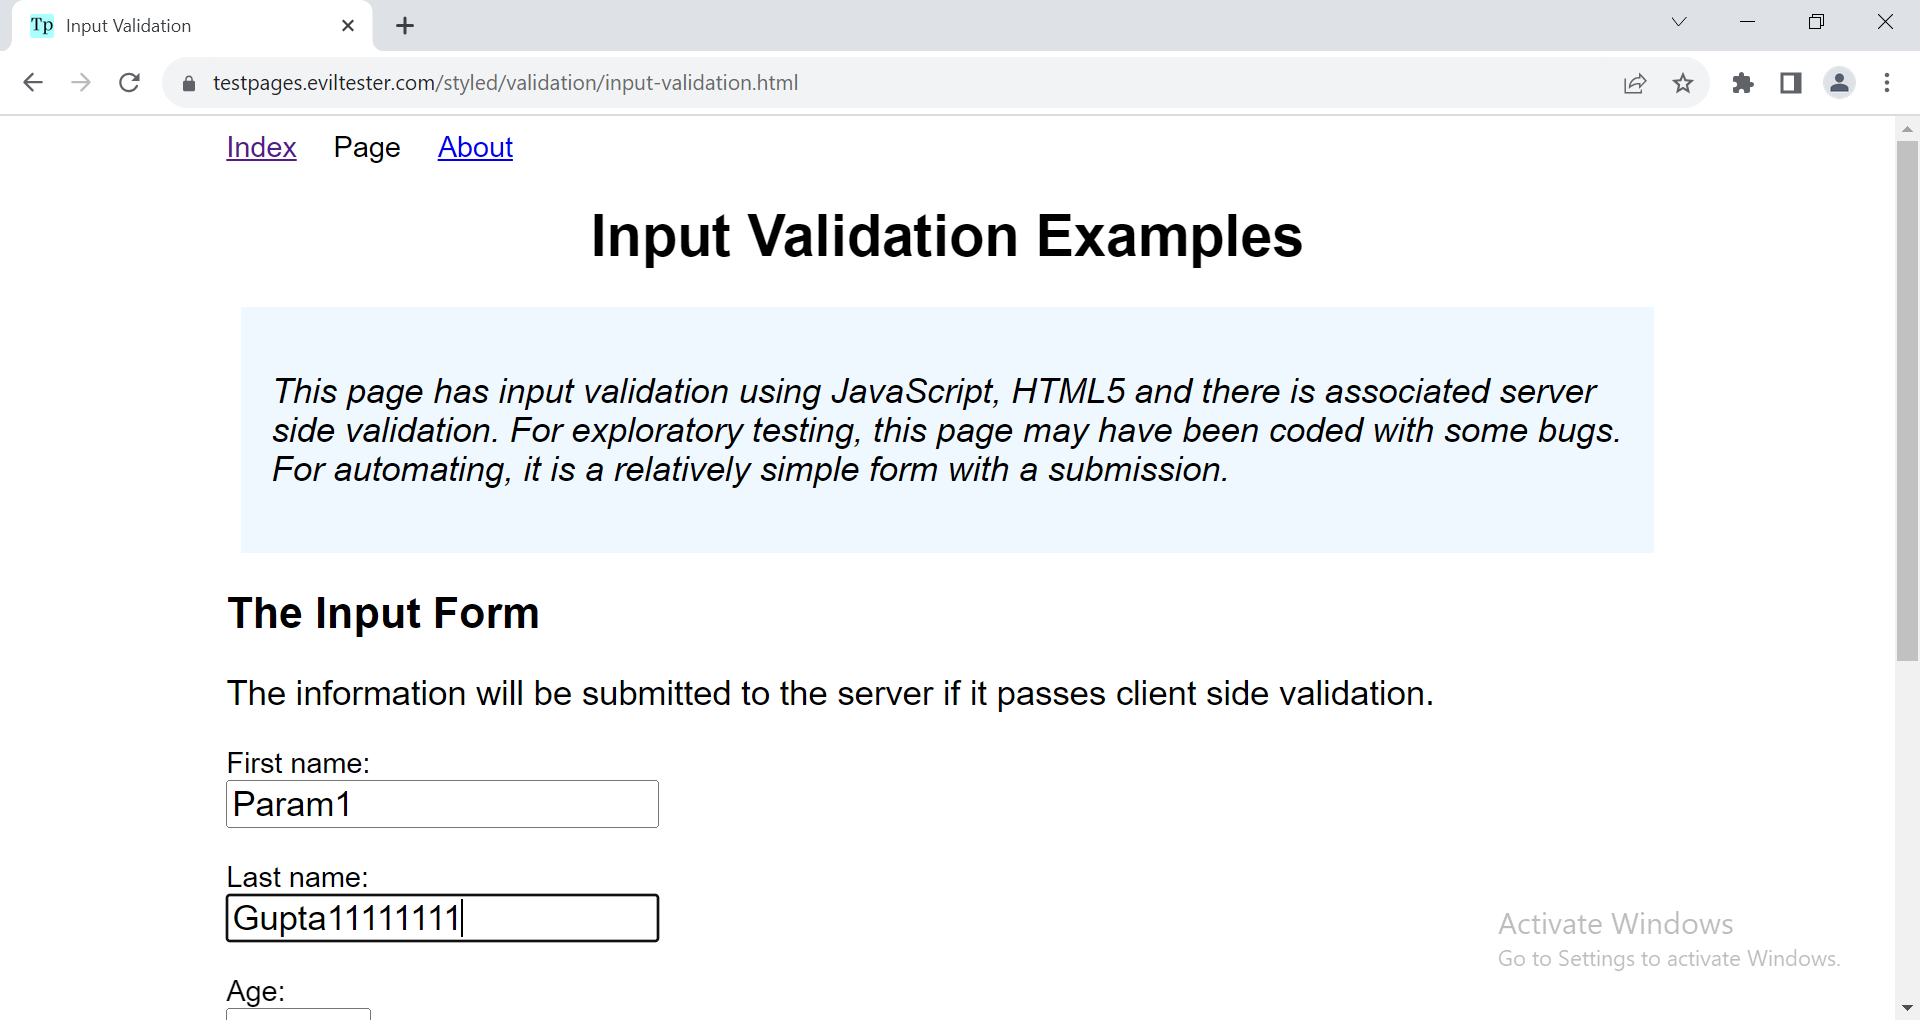 Tp Input Validation
testpages.eviltester.com/styled/validation/input-validation.html
Index Page About
Input Validation Examples
This page has input validation using JavaScript, HTML5 and there is associated server
side validation. For exploratory testing, this page may have been coded with some bugs.
For automating, it is a relatively simple form with a submission.
The Input Form
The information will be submitted to the server if it passes client side validation.
First name:
Param1
Last name:
Gupta11111111
Age:
Activate Windows
Go to Settings to activate Windows.